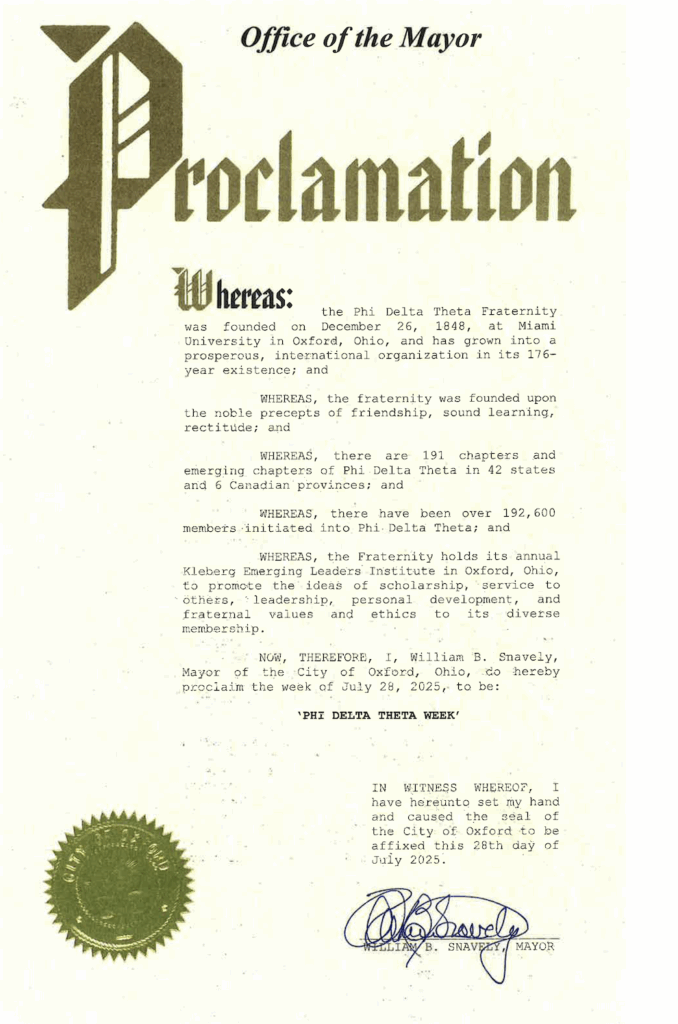 Office of the Mayor
Proclamation
Whereas:
the Phi Delta Theta Fraternity
was founded on December 26, 1848, at Miami
University in Oxford, Ohio, and has grown into a
prosperous, international organization in its 176-
year existence; and
WHEREAS, the fraternity was founded upon
the noble precepts of friendship, sound learning,
rectitude; and
WHEREAS, there are 191 chapters and
emerging chapters of Phi Delta Theta in 42 states
and 6 Canadian provinces; and
WHEREAS, there have been over 192,600
members initiated into Phi Delta Theta; and
WHEREAS, the Fraternity holds its annual
Kleberg Emerging Leaders Institute in Oxford, Ohio,
to promote the ideas of scholarship, service to
others, leadership, personal development, and
fraternal values and ethics to its diverse
membership.
NOW, THEREFORE, I, William B. Snavely,
Mayor of the City of Oxford, Ohio, do hereby
proclaim the week of July 28, 2025, to be:
'PHI DELTA THETA WEEK'
IN WITNESS WHEREOF, I
have hereunto set my hand
and caused the seal of
the City of Oxford to be
affixed this 28th day of
July 2025.
WILLIAM B. SNAVELY, MAYOR